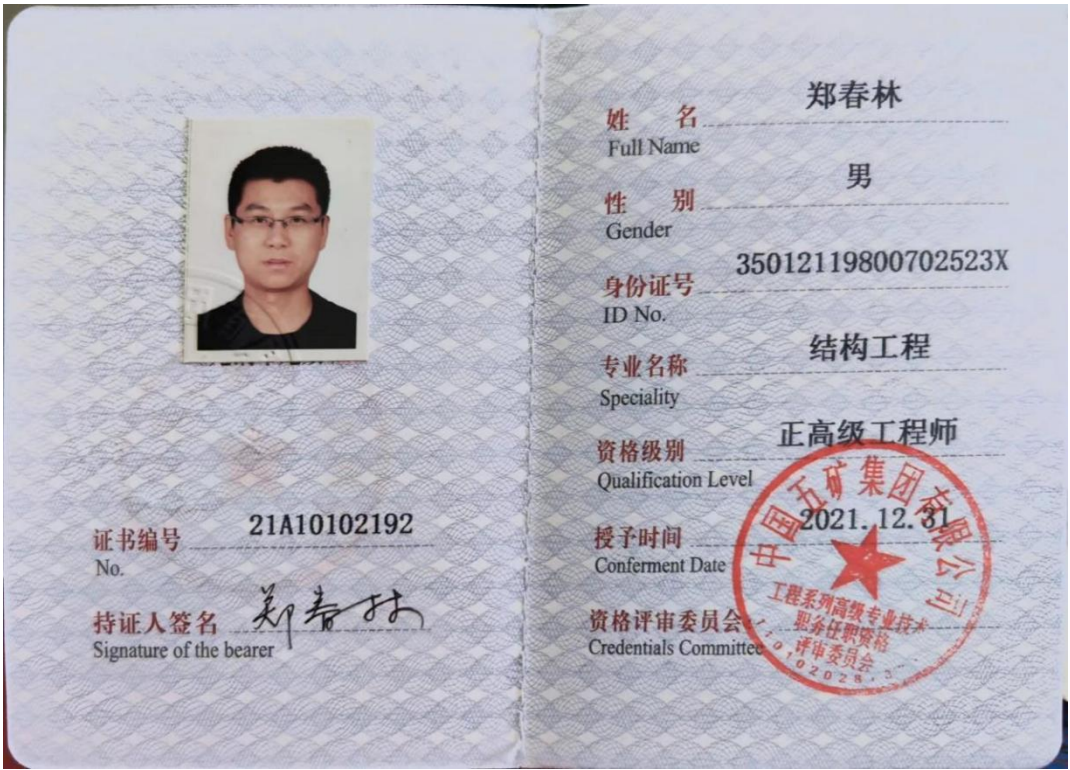 证书编号 21A10102192
No.
持证人签名 郑春林
Signature of the bearer
姓 名 郑春林
Full Name
性 别 男
Gender
身份证号 35012119800702523X
ID No.
专业名称 结构工程
Speciality
资格级别 正高级工程师
Qualification Level
授予时间 2021.12.31
Conferment Date
资格评审委员会
Credentials Committee
中国五矿集团有限公司
工程系列高级专业技术
职务任职资格
评审委员会